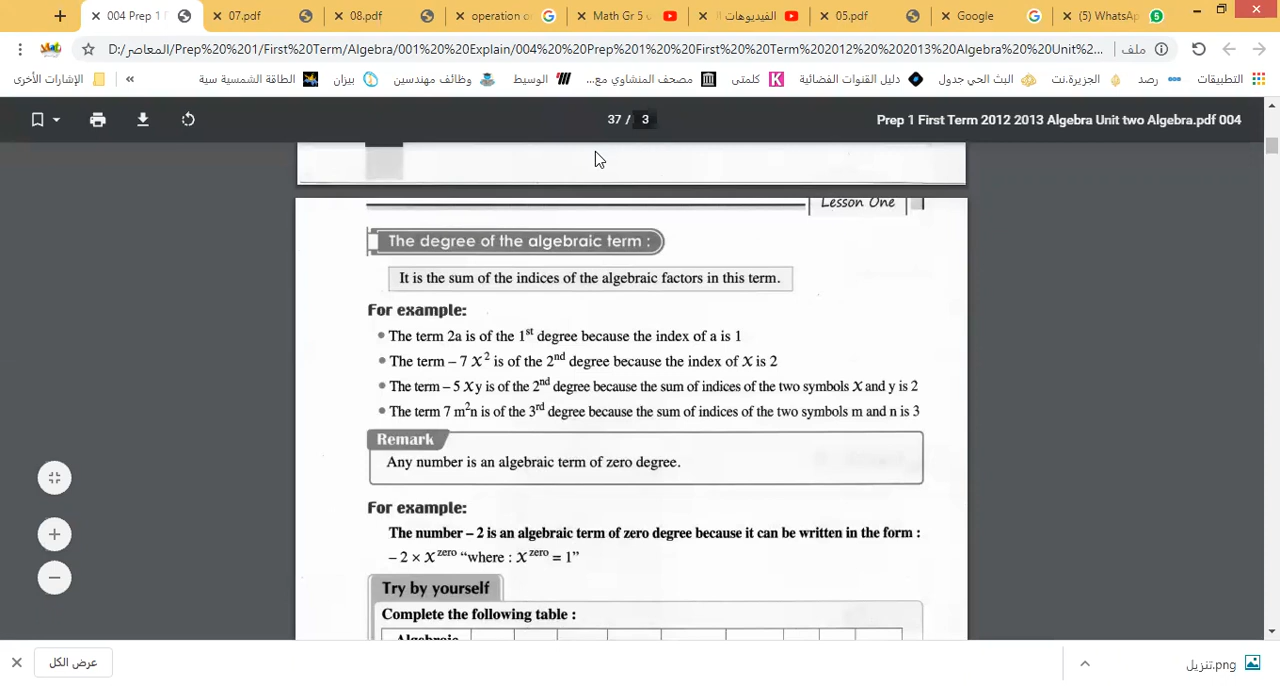 004 Prep 1 F
07.pdf
08.pdf
operation o
Math Gr 5 
الفيديوهات ا
05.pdf
Google
(5) WhatsAp
D:/المعاصر/Prep%20%201/First%20Term/Algebra/001%20%20Explain/004%20%20Prep%201%20%20First%20%20Term%202012%20%202013%20Algebra%20%20Unit%2...
ملف
التطبيقات
رصد
الجزيرة.نت
البث الحي جدول
دليل القنوات الفضائية
كلمتى
مصحف المنشاوي مع...
الوسيط
وظائف مهندسين
بيزان
الطاقة الشمسية سية
»
الإشارات الأخرى
37 / 3
Prep 1 First Term 2012 2013 Algebra Unit two Algebra.pdf 004
Lesson One
The degree of the algebraic term :
It is the sum of the indices of the algebraic factors in this term.
For example:
• The term 2a is of the 1st degree because the index of a is 1
• The term – 7 X² is of the 2nd degree because the index of X is 2
• The term – 5 X y is of the 2nd degree because the sum of indices of the two symbols X and y is 2
• The term 7 m²n is of the 3rd degree because the sum of indices of the two symbols m and n is 3
Remark
Any number is an algebraic term of zero degree.
For example:
The number – 2 is an algebraic term of zero degree because it can be written in the form :
– 2 × X zero "where : X zero = 1"
Try by yourself
Complete the following table :
Algebraic
عرض الكل
تنزيل.png